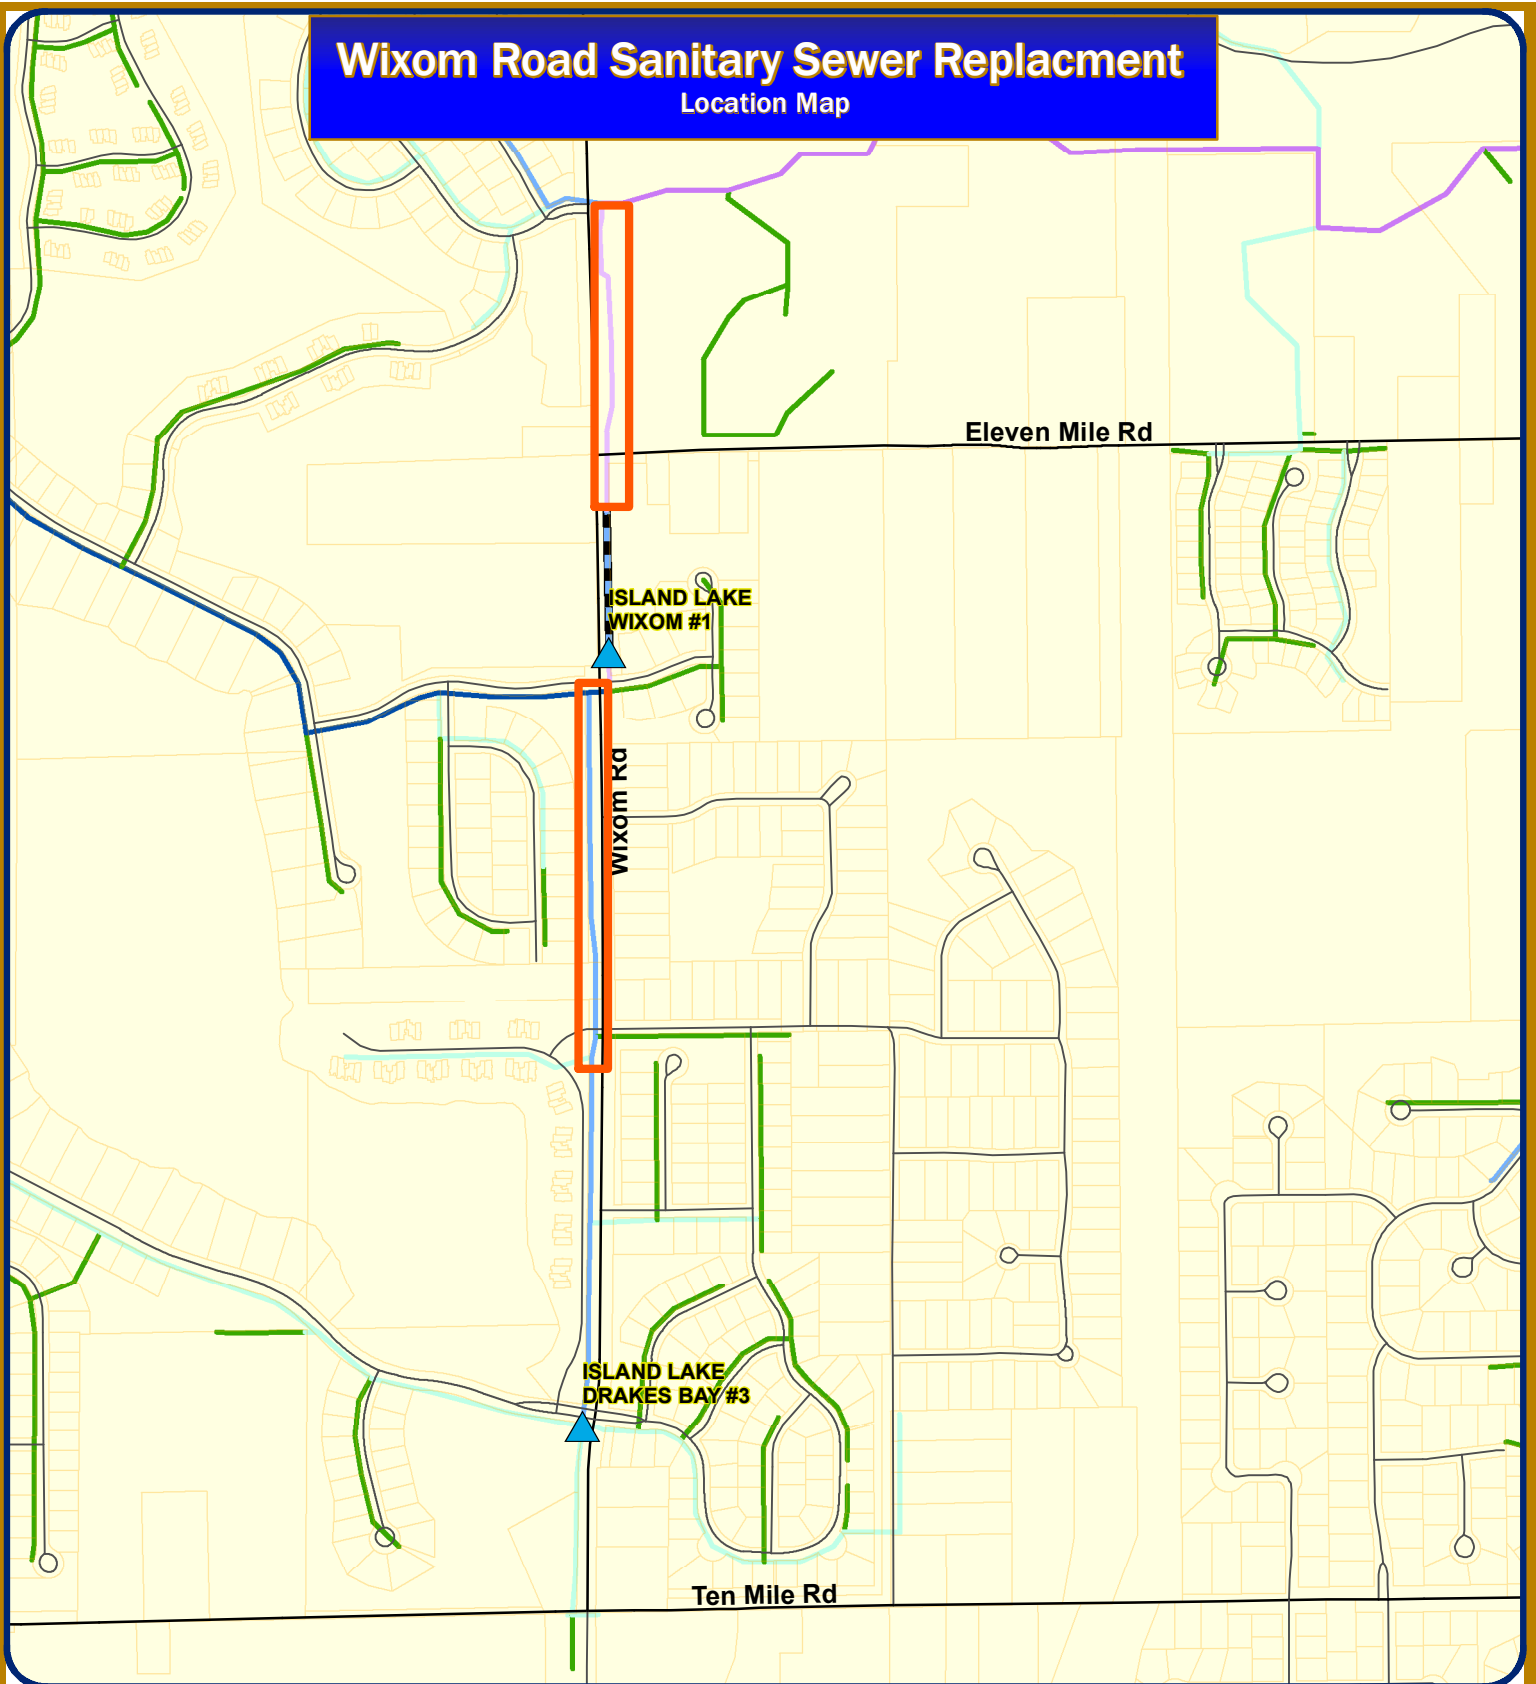 Wixom Road Sanitary Sewer Replacment
Location Map
Eleven Mile Rd
ISLAND LAKE
WIXOM #1
Wixom Rd
ISLAND LAKE
DRAKES BAY #3
Ten Mile Rd